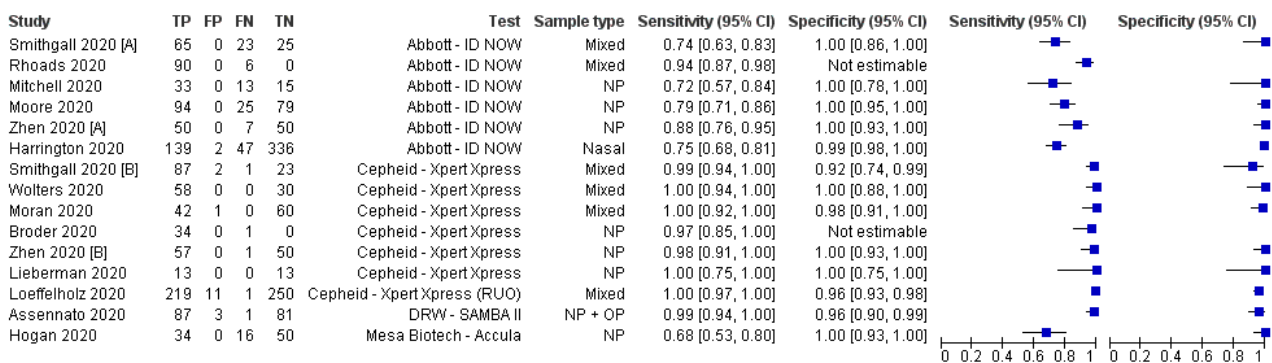 Study TP FP FN TN Test Sample type Sensitivity (95% CI) Specificity (95% CI) Sensitivity (95% CI) Specificity (95% CI)
Smithgall 2020 [A] 65 0 23 25 Abbott - ID NOW Mixed 0.74 [0.63, 0.83] 1.00 [0.86, 1.00]
Rhoads 2020 90 0 6 0 Abbott - ID NOW Mixed 0.94 [0.87, 0.98] Not estimable
Mitchell 2020 33 0 13 15 Abbott - ID NOW NP 0.72 [0.57, 0.84] 1.00 [0.78, 1.00]
Moore 2020 94 0 25 79 Abbott - ID NOW NP 0.79 [0.71, 0.86] 1.00 [0.95, 1.00]
Zhen 2020 [A] 50 0 7 50 Abbott - ID NOW NP 0.88 [0.76, 0.95] 1.00 [0.93, 1.00]
Harrington 2020 139 2 47 336 Abbott - ID NOW Nasal 0.75 [0.68, 0.81] 0.99 [0.98, 1.00]
Smithgall 2020 [B] 87 2 1 23 Cepheid - Xpert Xpress Mixed 0.99 [0.94, 1.00] 0.92 [0.74, 0.99]
Wolters 2020 58 0 0 30 Cepheid - Xpert Xpress Mixed 1.00 [0.94, 1.00] 1.00 [0.88, 1.00]
Moran 2020 42 1 0 60 Cepheid - Xpert Xpress Mixed 1.00 [0.92, 1.00] 0.98 [0.91, 1.00]
Broder 2020 34 0 1 0 Cepheid - Xpert Xpress NP 0.97 [0.85, 1.00] Not estimable
Zhen 2020 [B] 57 0 1 50 Cepheid - Xpert Xpress NP 0.98 [0.91, 1.00] 1.00 [0.93, 1.00]
Lieberman 2020 13 0 0 13 Cepheid - Xpert Xpress NP 1.00 [0.75, 1.00] 1.00 [0.75, 1.00]
Loeffelholz 2020 219 11 1 250 Cepheid - Xpert Xpress (RUO) Mixed 1.00 [0.97, 1.00] 0.96 [0.93, 0.98]
Assennato 2020 87 3 1 81 DRW - SAMBA II NP + OP 0.99 [0.94, 1.00] 0.96 [0.90, 0.99]
Hogan 2020 34 0 16 50 Mesa Biotech - Accula NP 0.68 [0.53, 0.80] 1.00 [0.93, 1.00]
0 0.2 0.4 0.6 0.8 1 0 0.2 0.4 0.6 0.8 1